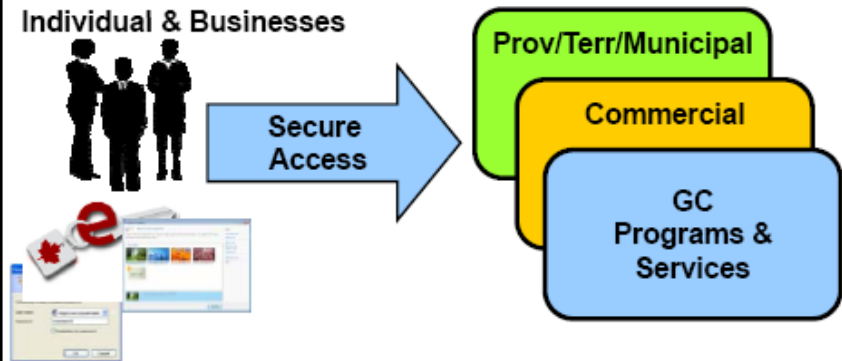 Individual & Businesses
Secure
Access
Prov/Terr/Municipal
Commercial
GC
Programs &
Services
e